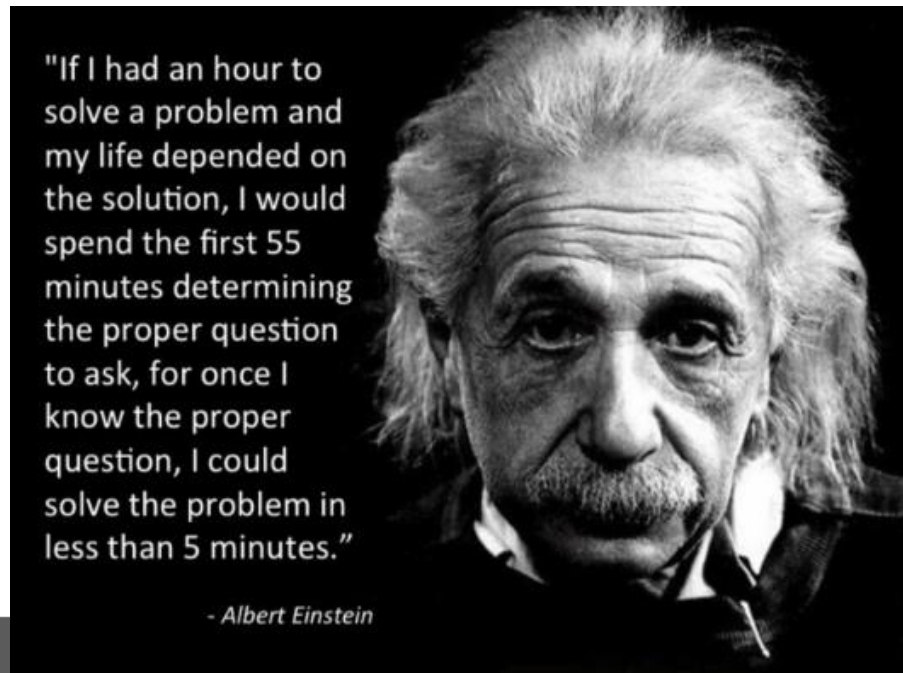 "If I had an hour to
solve a problem and
my life depended on
the solution, I would
spend the first 55
minutes determining
the proper question
to ask, for once I
know the proper
question, I could
solve the problem in
less than 5 minutes.”
- Albert Einstein